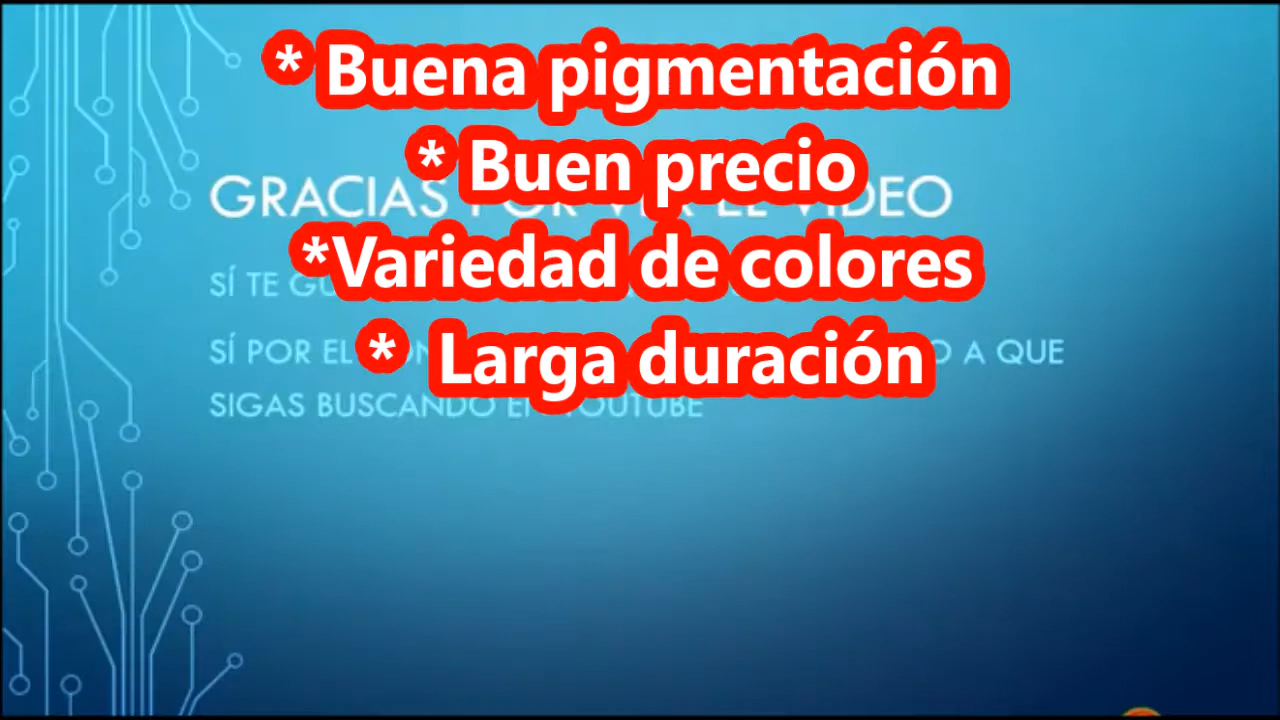 * Buena pigmentación
* Buen precio
GRACIAS VIDEO
*Variedad de colores
SÍ TE
* Larga duración
SÍ POR EL A QUE
SIGAS BUSCANDO YOUTUBE